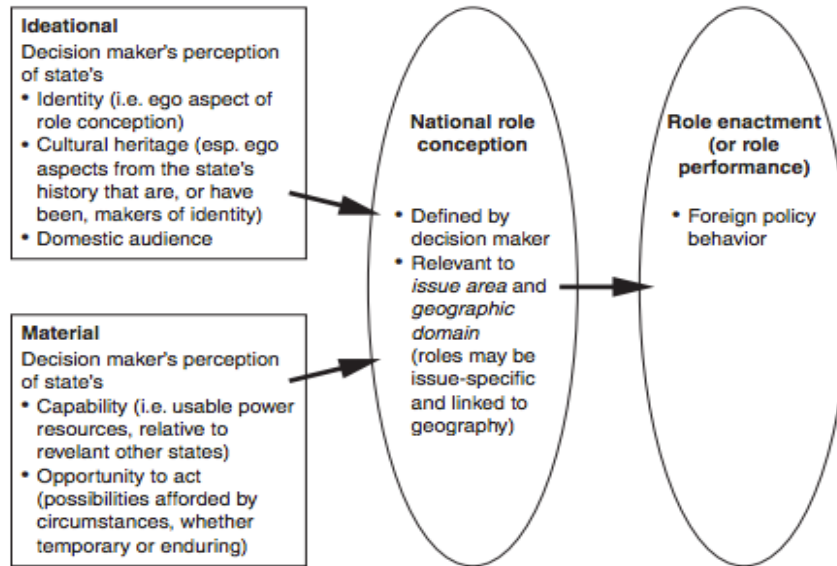 Ideational
Decision maker's perception
of state's
• Identity (i.e. ego aspect of
role conception)
• Cultural heritage (esp. ego
aspects from the state's
history that are, or have
been, makers of identity)
• Domestic audience
Material
Decision maker's perception
of state's
• Capability (i.e. usable power
resources, relative to
revelant other states)
• Opportunity to act
(possibilities afforded by
circumstances, whether
temporary or enduring)
National role
conception
• Defined by
decision maker
• Relevant to
issue area and
geographic
domain
(roles may be
issue-specific
and linked to
geography)
Role enactment
(or role
performance)
• Foreign policy
behavior